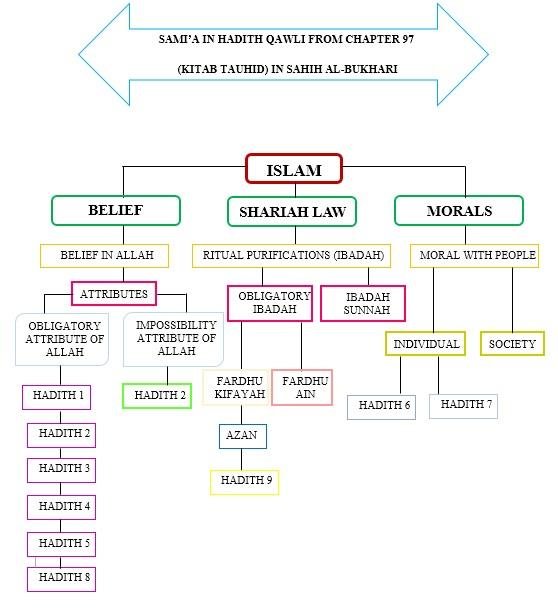 SAMI’A IN HADITH QAWLI FROM CHAPTER 97
(KITAB TAUHID) IN SAHIH AL-BUKHARI
ISLAM
BELIEF
SHARIAH LAW
MORALS
BELIEF IN ALLAH
RITUAL PURIFICATIONS (IBADAH)
MORAL WITH PEOPLE
ATTRIBUTES
OBLIGATORY
IBADAH
IBADAH
SUNNAH
OBLIGATORY
ATTRIBUTE OF
ALLAH
IMPOSSIBILITY
ATTRIBUTE OF
ALLAH
INDIVIDUAL
SOCIETY
HADITH 1
HADITH 2
FARDHU
KIFAYAH
FARDHU
AIN
HADITH 6
HADITH 7
HADITH 2
AZAN
HADITH 3
HADITH 9
HADITH 4
HADITH 5
HADITH 8